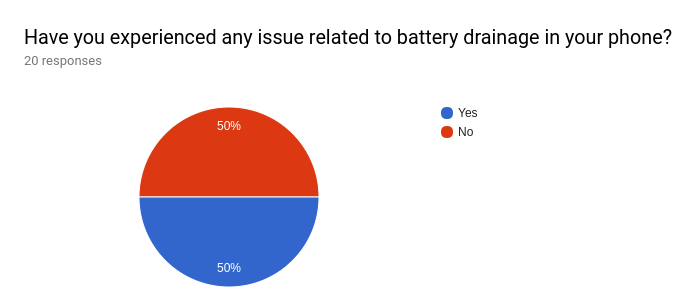 Have you experienced any issue related to battery drainage in your phone?
20 responses
50%
Yes
No
50%